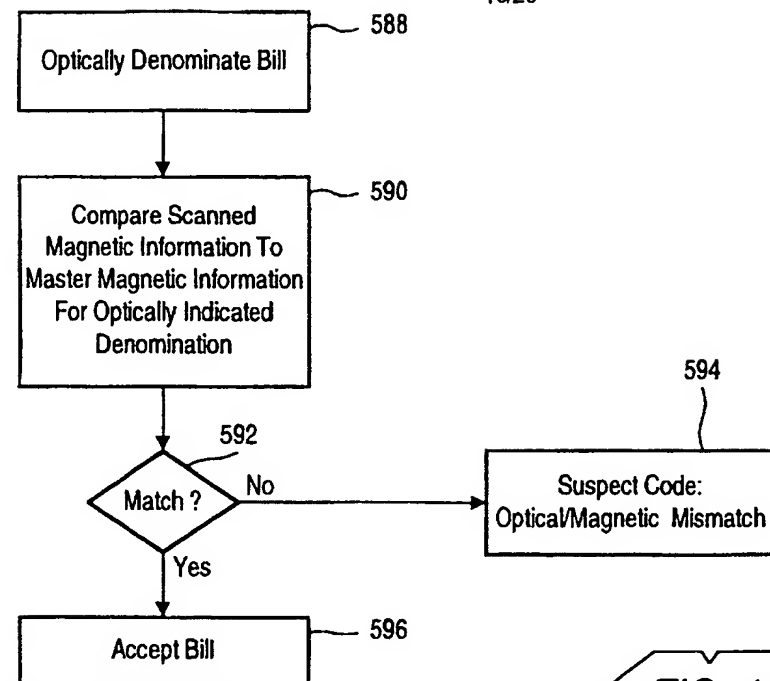 588
Optically Denominate Bill
590
Compare Scanned
Magnetic Information To
Master Magnetic Information
For Optically Indicated
Denomination
592
Match ?
No
Yes
594
Suspect Code:
Optical/Magnetic Mismatch
596
Accept Bill